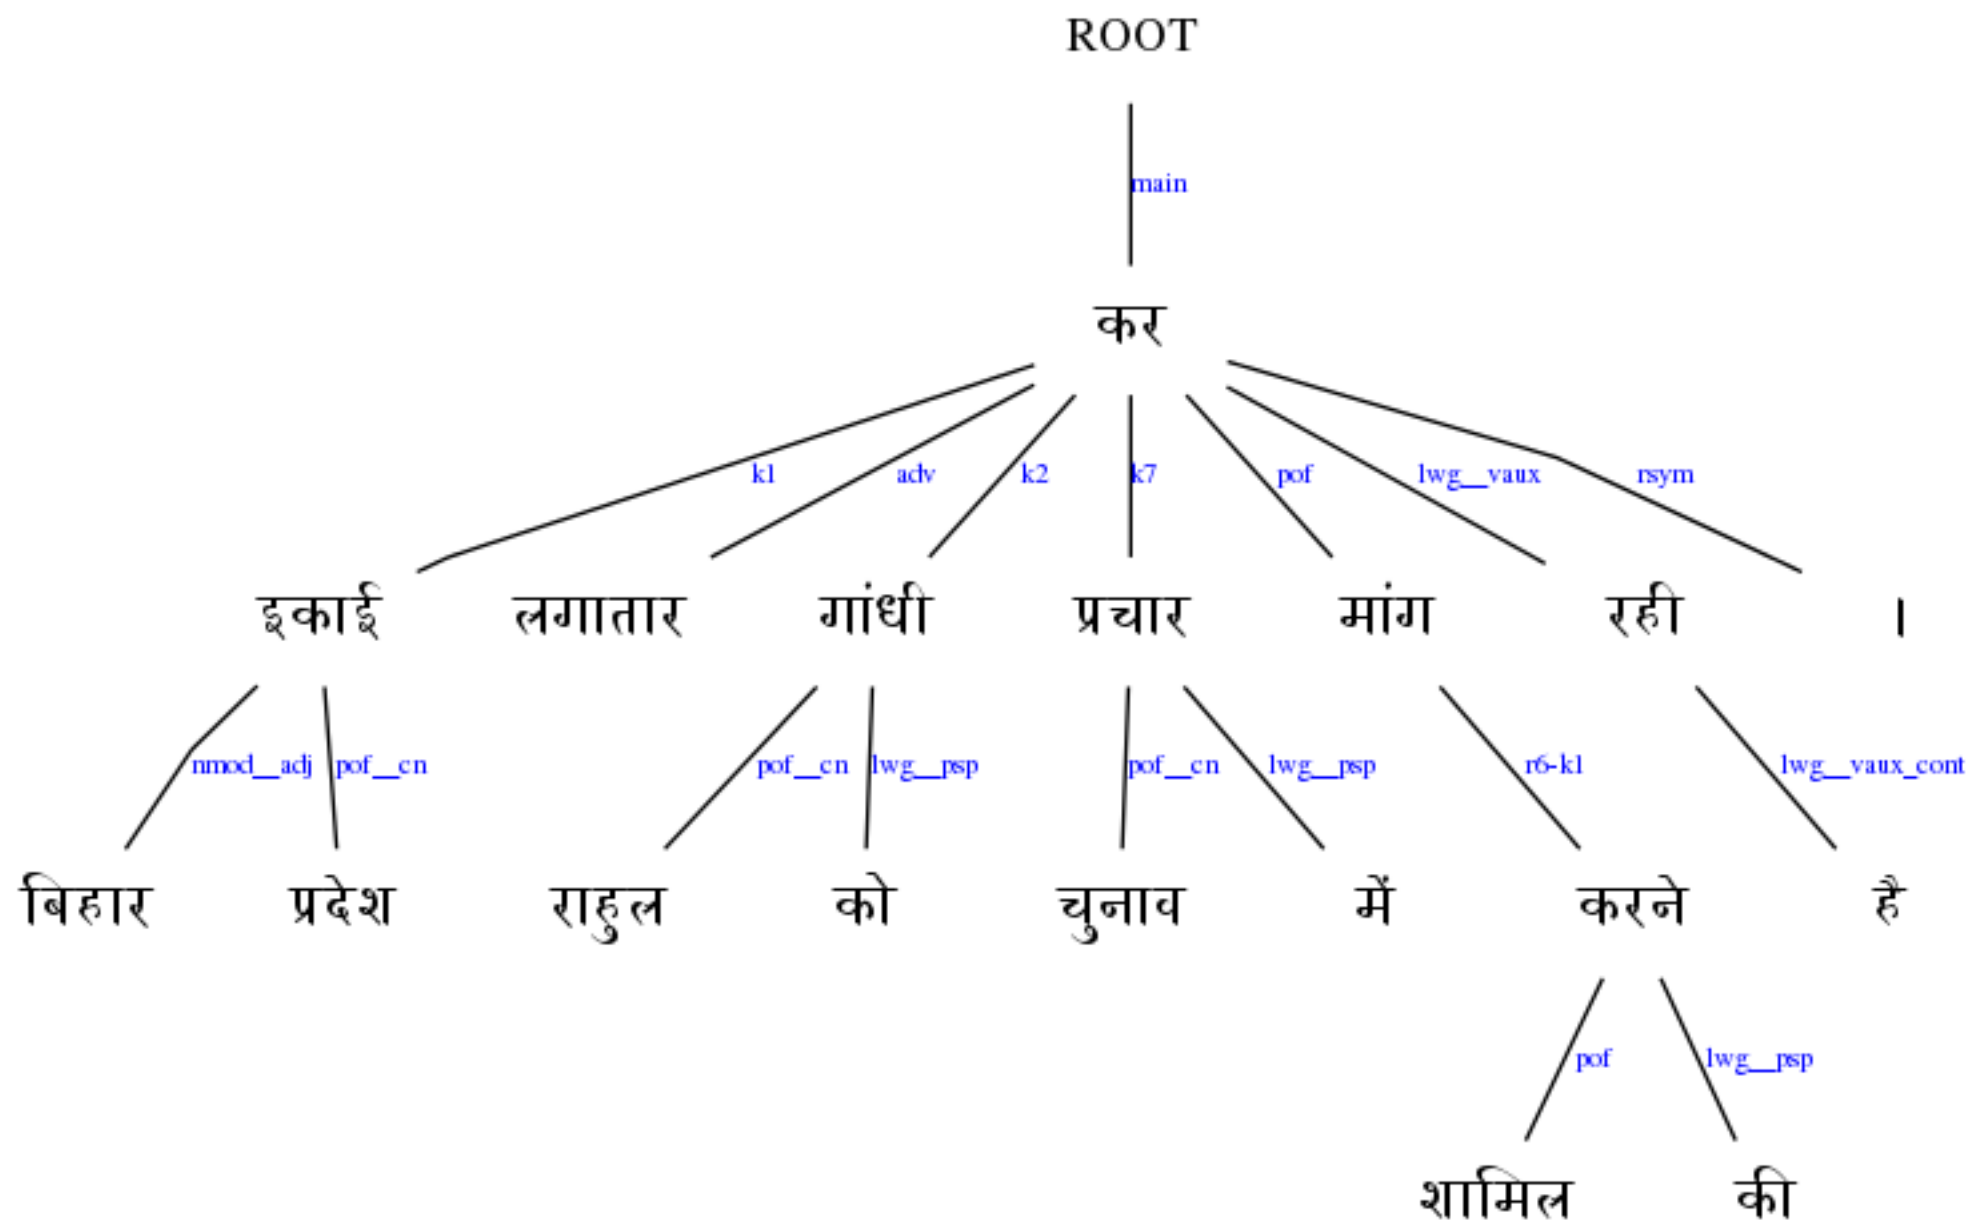 ROOT
main
कर
k1 adv k2 k7 pof lwg__vaux rsym
इकाई लगातार गांधी प्रचार मांग रही ।
nmod__adj pof__cn pof__cn lwg__psp pof__cn lwg__psp r6-k1 lwg__vaux_cont
बिहार प्रदेश राहुल को चुनाव में करने है
pof lwg__psp
शामिल की